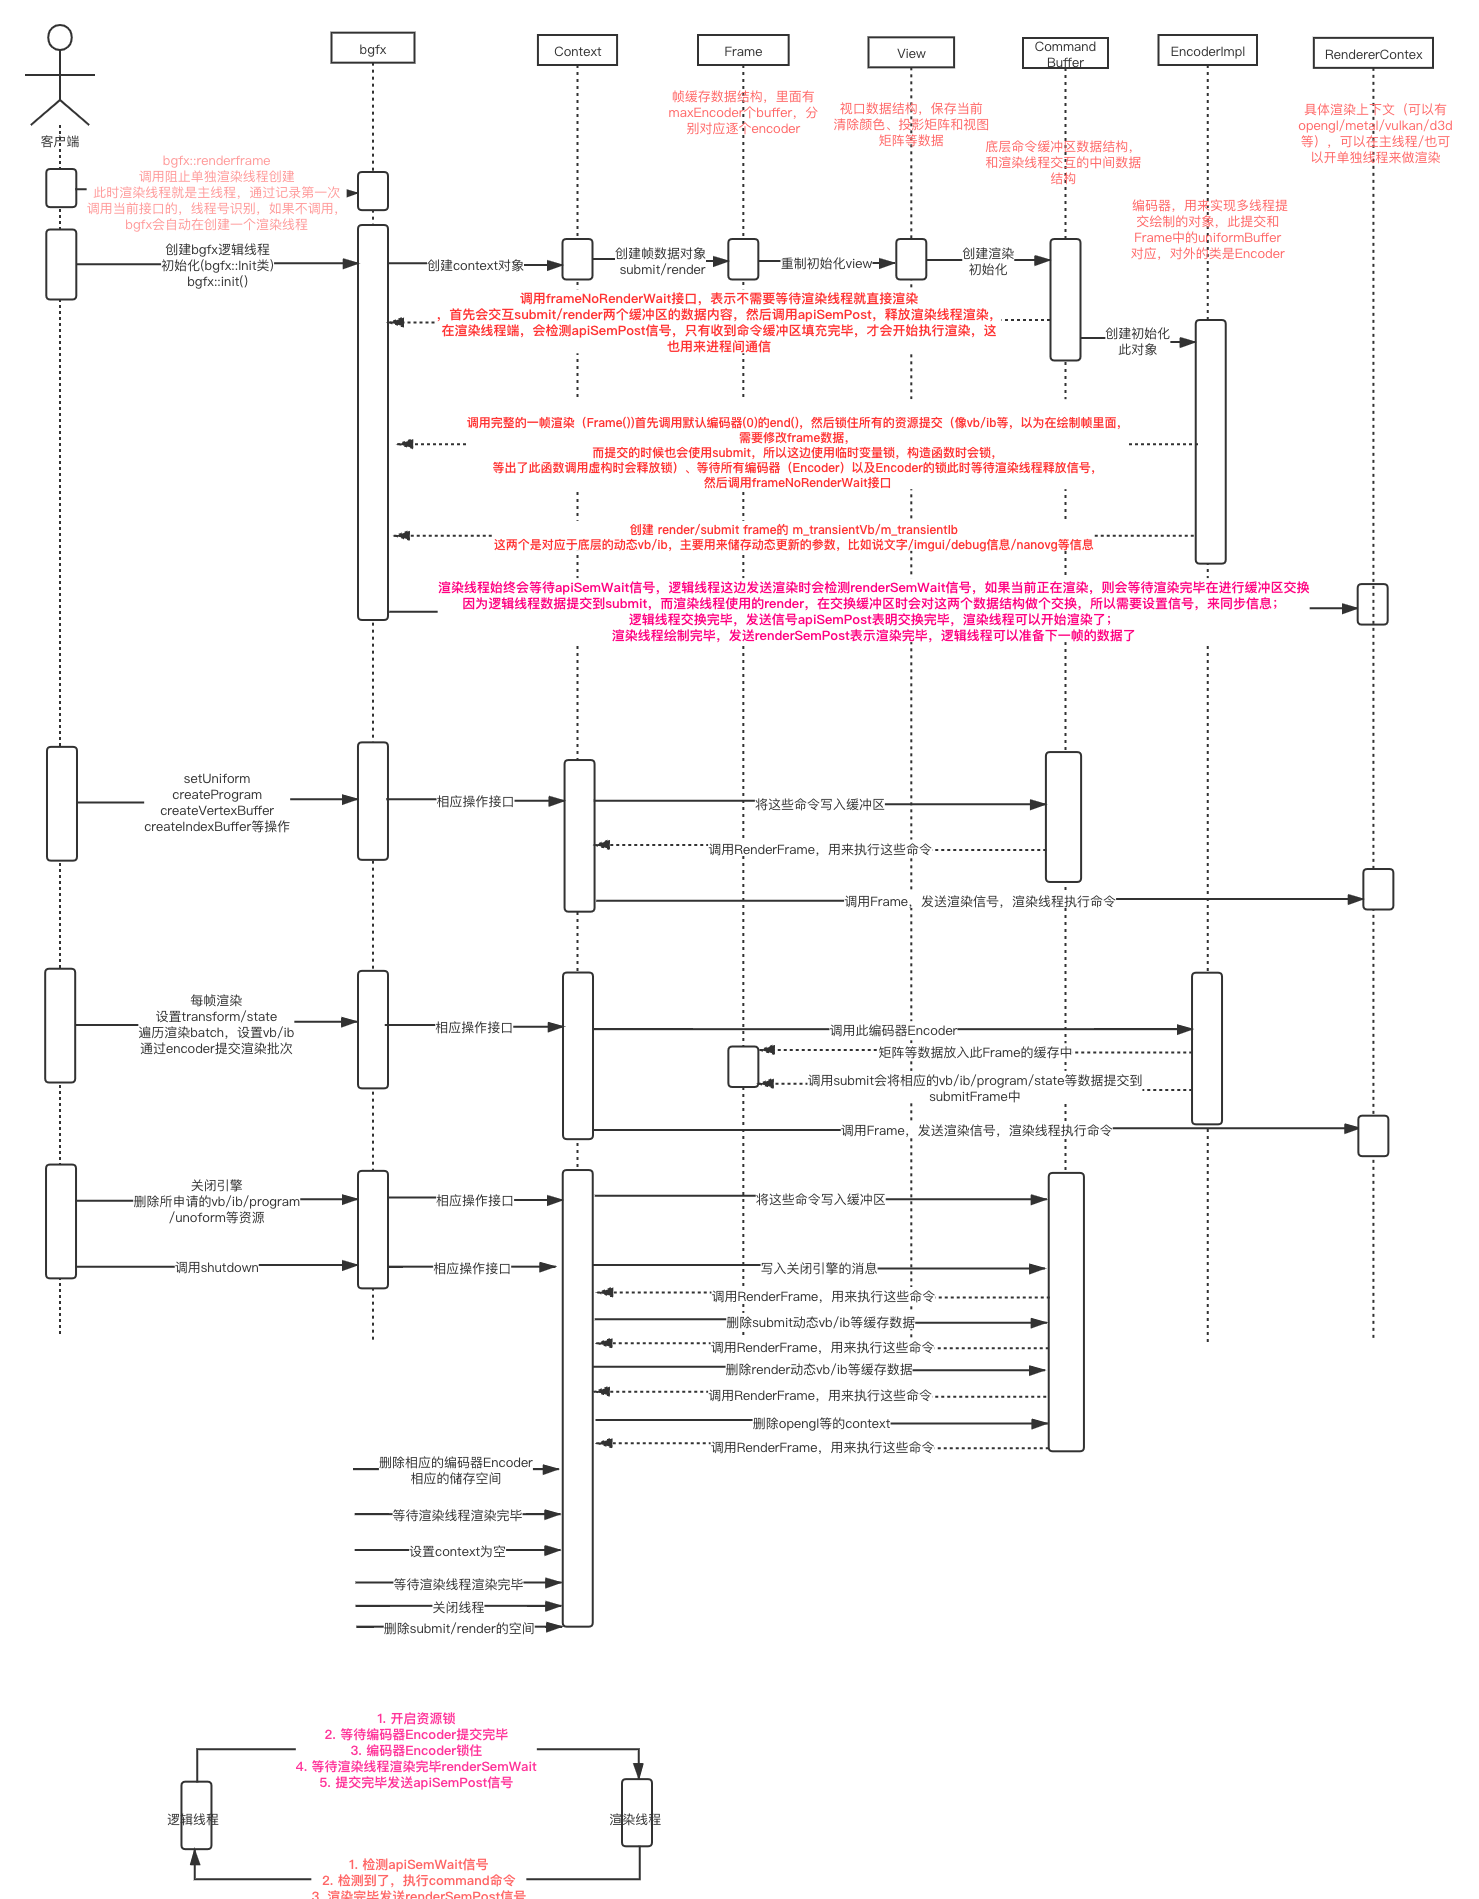 bgfx
Context
Frame
View
Command
Buffer
EncoderImpl
RendererContex
客户端
帧缓存数据结构，里面有
maxEncoder个buffer，分
别对应逐个encoder
视口数据结构，保存当前
清除颜色、投影矩阵和视图
矩阵等数据
底层命令缓冲区数据结构，
和渲染线程交互的中间数据
结构
具体渲染上下文（可以有
opengl/metal/vulkan/d3d
等），可以在主线程/也可
以开单独线程来做渲染
编码器，用来实现多线程提
交绘制的对象，此提交和
Frame中的uniformBuffer
对应，对外的类是Encoder
bgfx::renderframe
调用阻止单独渲染线程创建
此时渲染线程就是主线程，通过记录第一次
调用当前接口的，线程号识别，如果不调用，
bgfx会自动在创建一个渲染线程
创建bgfx逻辑线程
初始化(bgfx::Init类)
bgfx::init()
创建context对象
创建帧数据对象
submit/render
重制初始化view
创建渲染
初始化
调用frameNoRenderWait接口，表示不需要等待渲染线程就直接渲染
，首先会交互submit/render两个缓冲区的数据内容，然后调用apiSemPost，释放渲染线程渲染，
在渲染线程端，会检测apiSemPost信号，只有收到命令缓冲区填充完毕，才会开始执行渲染，这
也用来进程间通信
创建初始化
此对象
调用完整的一帧渲染（Frame())首先调用默认编码器(0)的end()，然后锁住所有的资源提交（像vb/ib等，以为在绘制帧里面，
需要修改frame数据，
而提交的时候也会使用submit，所以这边使用临时变量锁，构造函数时会锁，
等出了此函数调用虚构时会释放锁）、等待所有编码器（Encoder）以及Encoder的锁此时等待渲染线程释放信号，
然后调用frameNoRenderWait接口
创建 render/submit frame的 m_transientVb/m_transientIb
这两个是对应于底层的动态vb/ib，主要用来储存动态更新的参数，比如说文字/imgui/debug信息/nanovg等信息
渲染线程始终会等待apiSemWait信号，逻辑线程这边发送渲染时会检测renderSemWait信号，如果当前正在渲染，则会等待渲染完毕在进行缓冲区交换
因为逻辑线程数据提交到submit，而渲染线程使用的render，在交换缓冲区时会对这两个数据结构做个交换，所以需要设置信号，来同步信息；
逻辑线程交换完毕，发送信号apiSemPost表明交换完毕，渲染线程可以开始渲染了；
渲染线程绘制完毕，发送renderSemPost表示渲染完毕，逻辑线程可以准备下一帧的数据了
setUniform
createProgram
createVertexBuffer
createIndexBuffer等操作
相应操作接口
将这些命令写入缓冲区
调用RenderFrame，用来执行这些命令
调用Frame，发送渲染信号，渲染线程执行命令
每帧渲染
设置transform/state
遍历渲染batch，设置vb/ib
通过encoder提交渲染批次
相应操作接口
调用此编码器Encoder
矩阵等数据放入此Frame的缓存中
调用submit会将相应的vb/ib/program/state等数据提交到
submitFrame中
调用Frame，发送渲染信号，渲染线程执行命令
关闭引擎
删除所申请的vb/ib/program
/unoform等资源
相应操作接口
将这些命令写入缓冲区
调用shutdown
相应操作接口
写入关闭引擎的消息
调用RenderFrame，用来执行这些命令
删除submit动态vb/ib等缓存数据
调用RenderFrame，用来执行这些命令
删除render动态vb/ib等缓存数据
调用RenderFrame，用来执行这些命令
删除opengl等的context
调用RenderFrame，用来执行这些命令
删除相应的编码器Encoder
相应的储存空间
等待渲染线程渲染完毕
设置context为空
等待渲染线程渲染完毕
关闭线程
删除submit/render的空间
1. 开启资源锁
2. 等待编码器Encoder提交完毕
3. 编码器Encoder锁住
4. 等待渲染线程渲染完毕renderSemWait
5. 提交完毕发送apiSemPost信号
逻辑线程
渲染线程
1. 检测apiSemWait信号
2. 检测到了，执行command命令
3. 渲染完毕发送renderSemPost信号